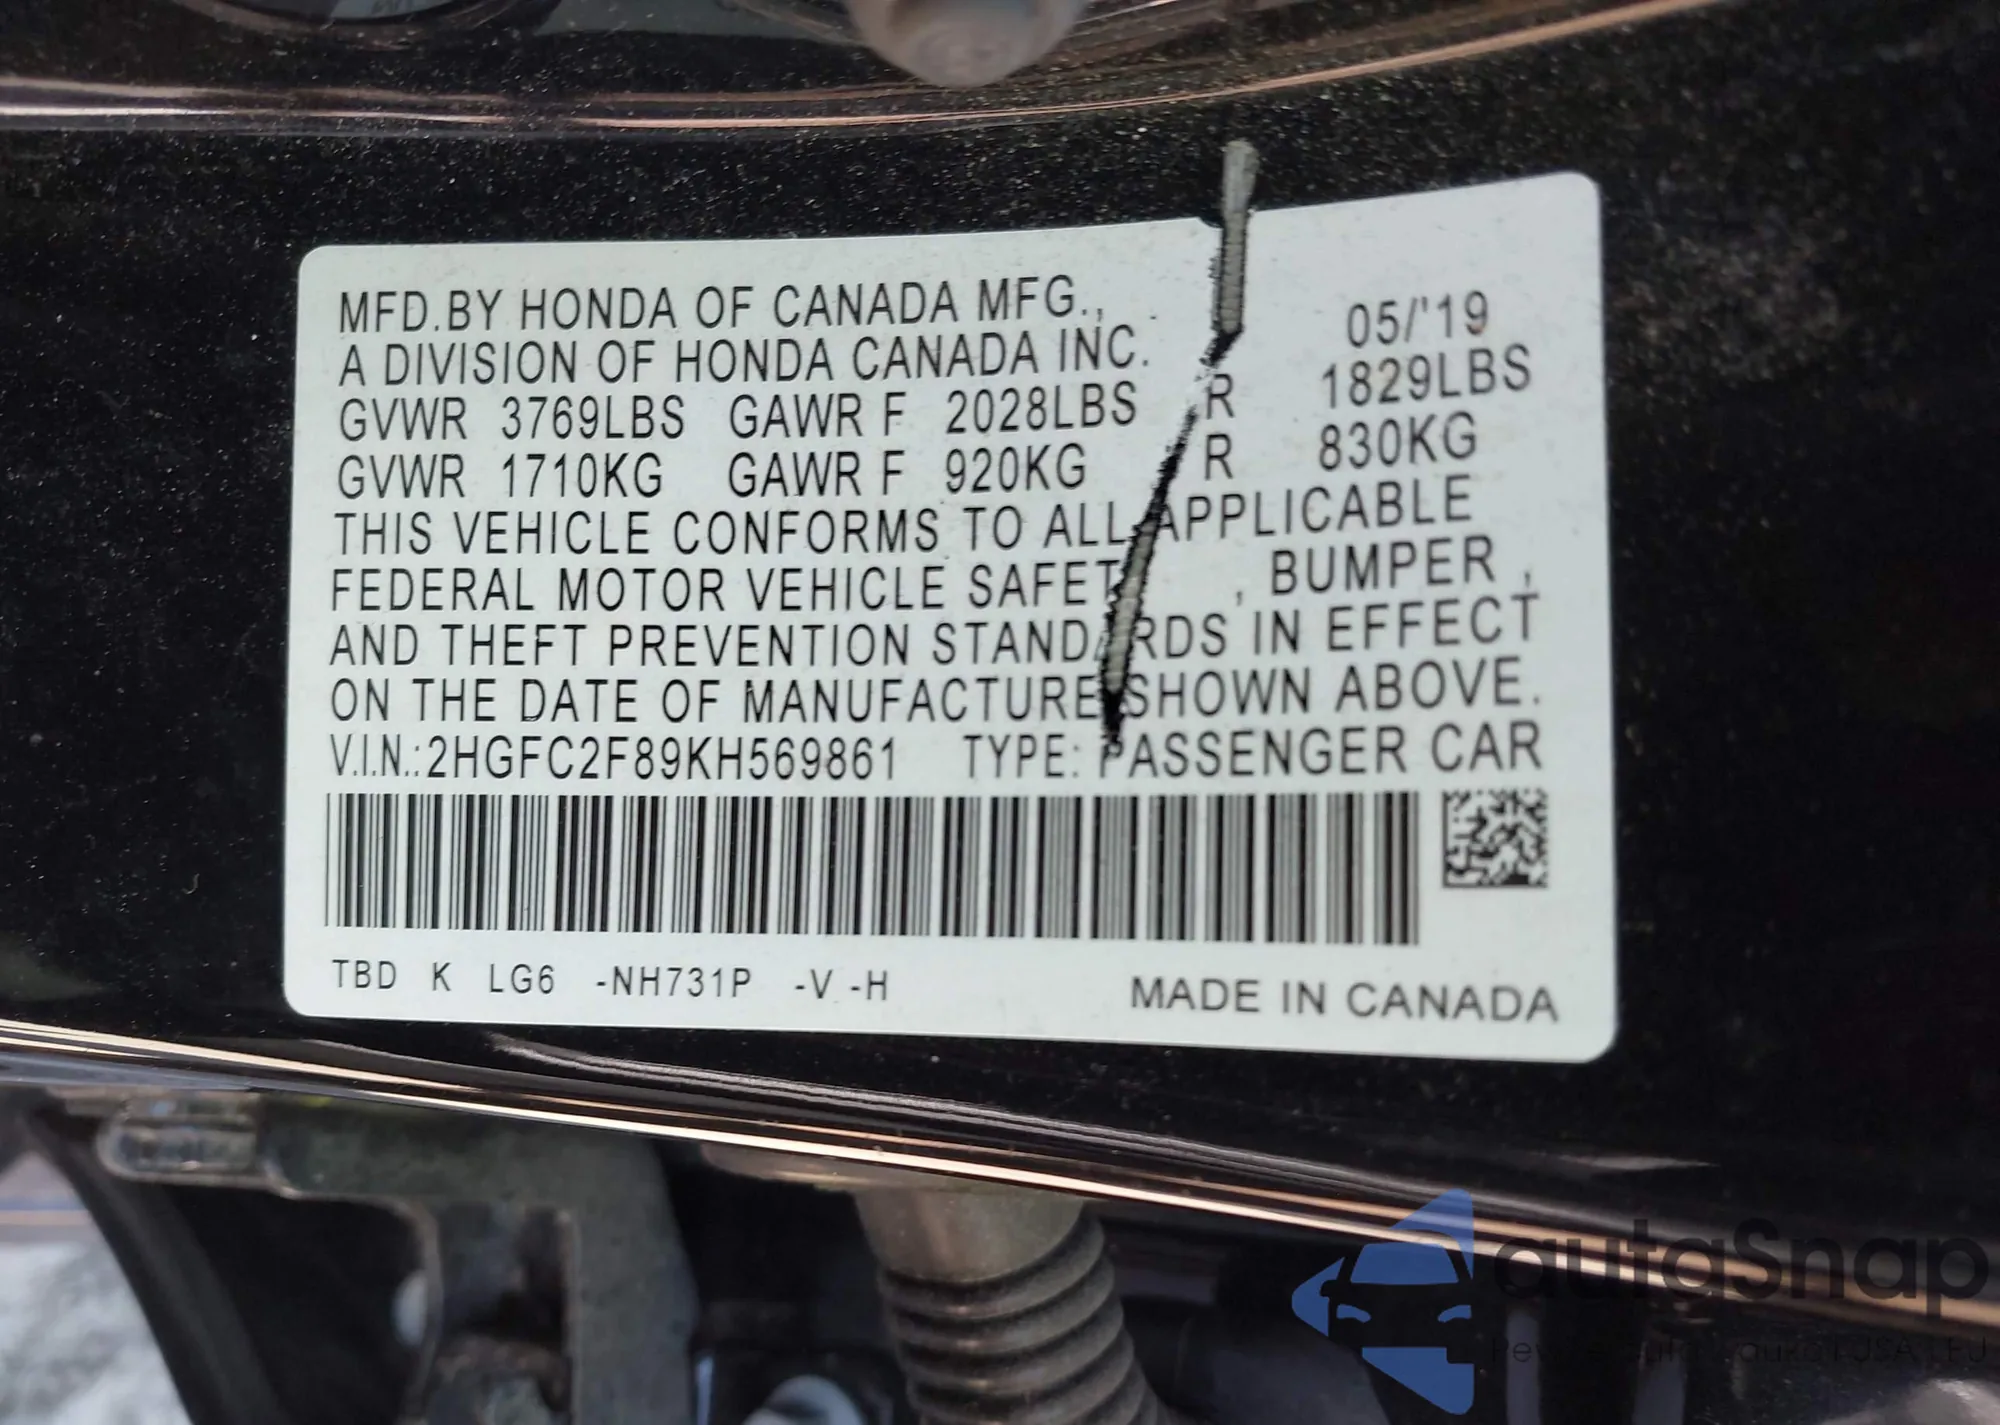 MFD.BY HONDA OF CANADA MFG., 05/'19
A DIVISION OF HONDA CANADA INC.
GVWR 3769LBS GAWR F 2028LBS R 1829LBS
GVWR 1710KG GAWR F 920KG R 830KG
THIS VEHICLE CONFORMS TO ALL APPLICABLE
FEDERAL MOTOR VEHICLE SAFET , BUMPER ,
AND THEFT PREVENTION STANDARDS IN EFFECT
ON THE DATE OF MANUFACTURE SHOWN ABOVE.
V.I.N.:2HGFC2F89KH569861 TYPE: PASSENGER CAR
TBD K LG6 -NH731P -V -H MADE IN CANADA
autaSnap